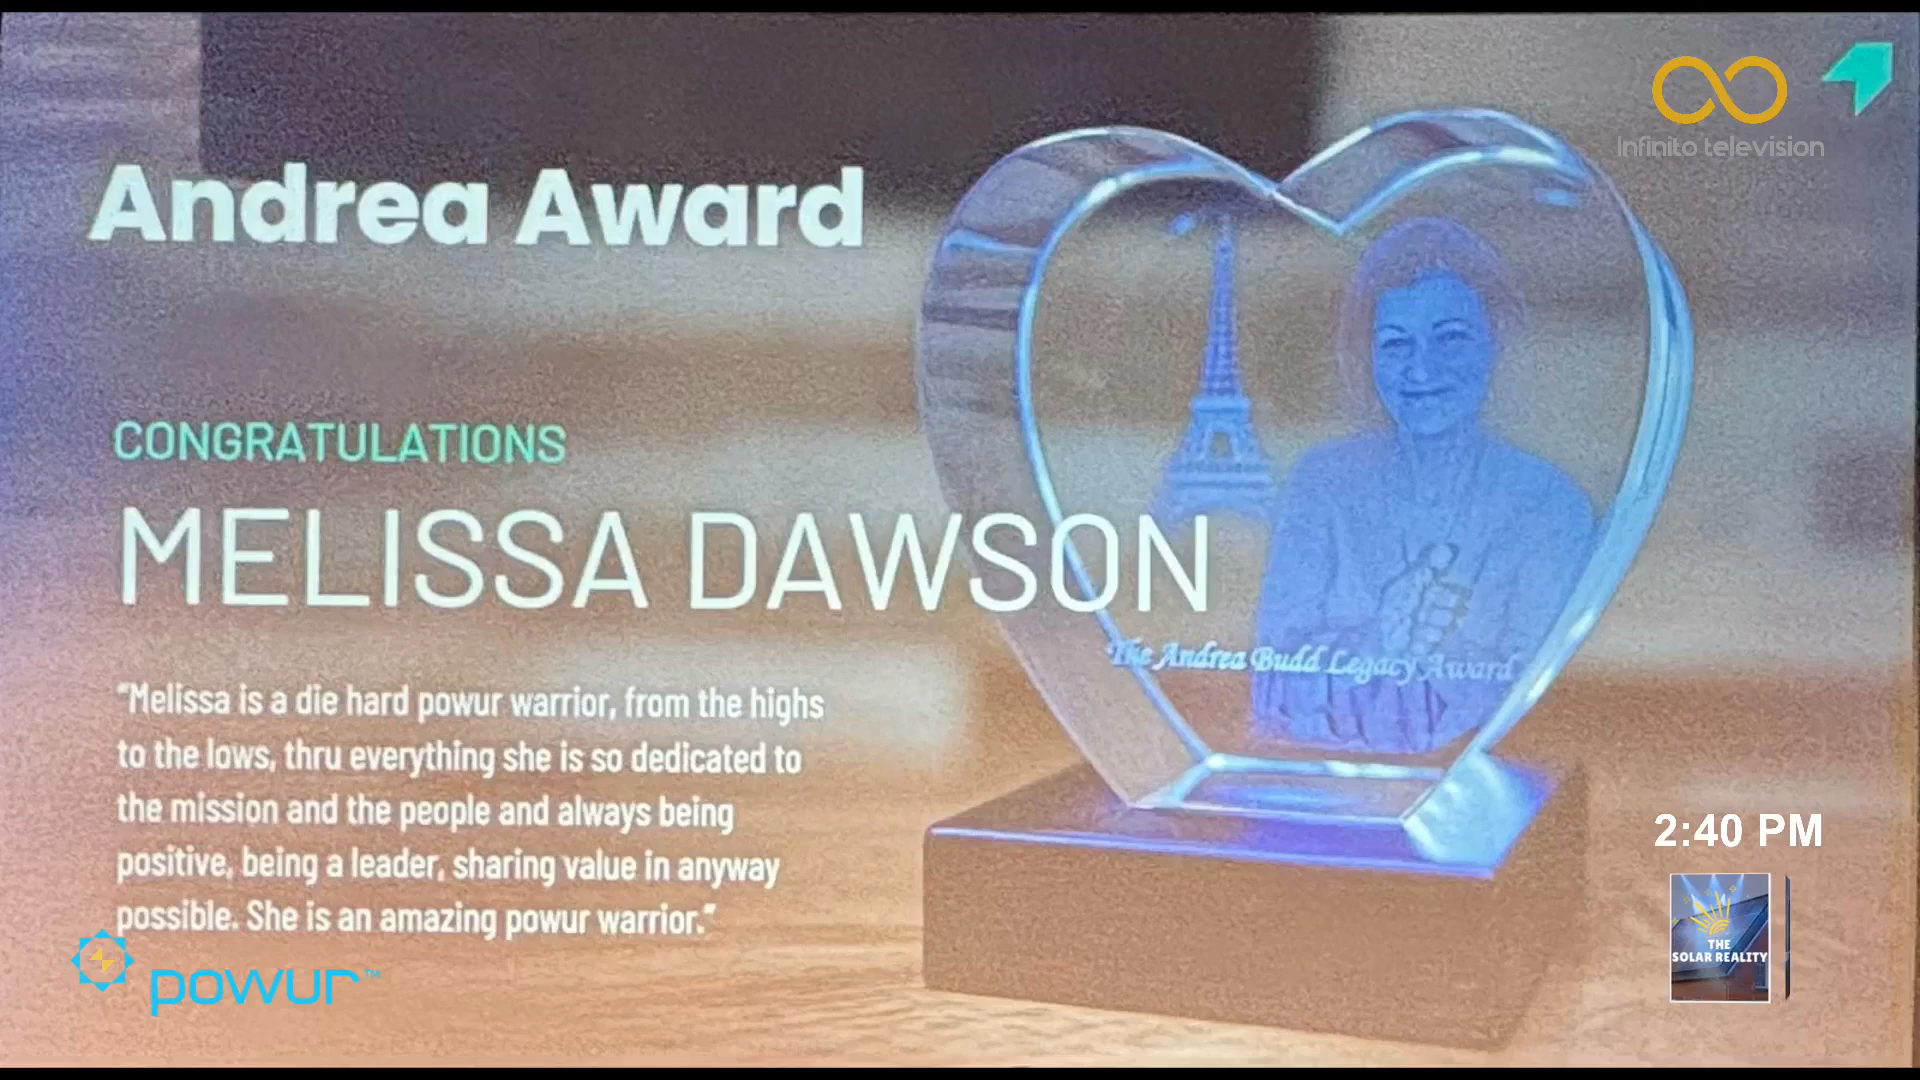 Infinito television
Andrea Award
CONGRATULATIONS
MELISSA DAWSON
The Andrea Budd Legacy Award
"Melissa is a die hard powur warrior, from the highs
to the lows, thru everything she is so dedicated to
the mission and the people and always being
positive, being a leader, sharing value in anyway
possible. She is an amazing powur warrior."
powur™
2:40 PM
THE
SOLAR REALITY